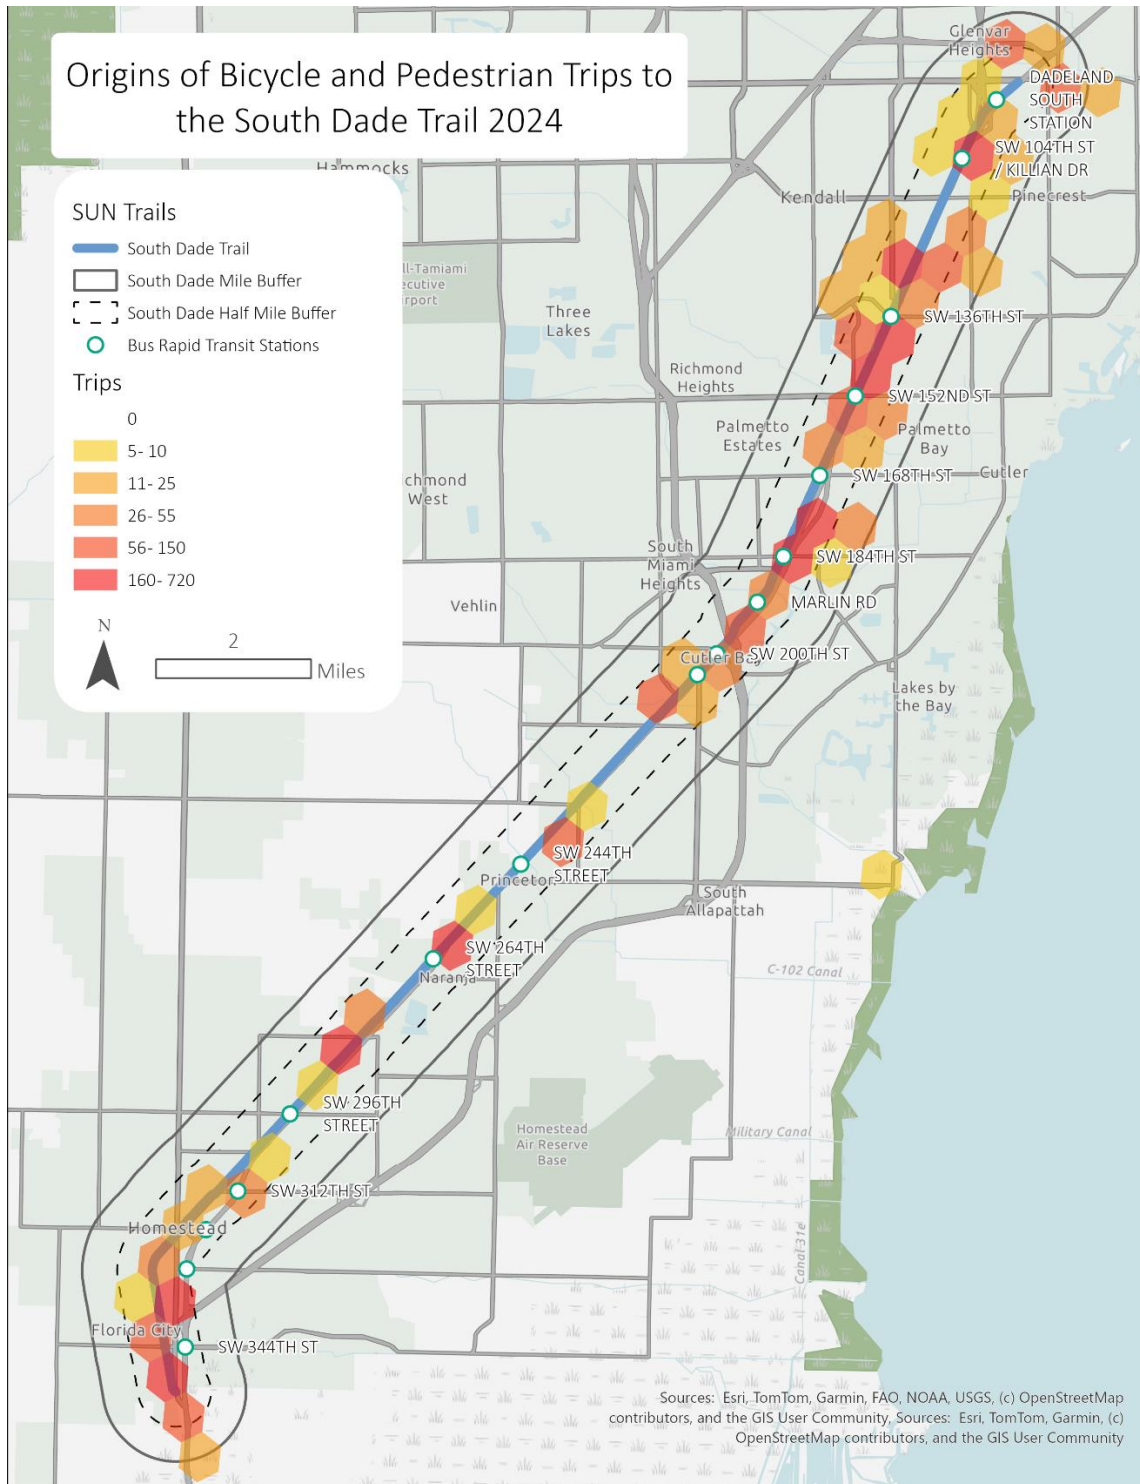 Origins of Bicycle and Pedestrian Trips to
the South Dade Trail 2024
SUN Trails
South Dade Trail
South Dade Mile Buffer
South Dade Half Mile Buffer
Bus Rapid Transit Stations
Trips
0
5- 10
11- 25
26- 55
56- 150
160- 720
N
2
Miles
Glenvar
Heights
DADELAND
SOUTH
STATION
SW 104TH ST
/ KILLIAN DR
Hammocks
Kendall
Pinecrest
ll-Tamiami
ecutive
irport
Three
Lakes
SW 136TH ST
Richmond
Heights
SW 152ND ST
Palmetto
Estates
Palmetto
Bay
SW 168TH ST
Cutler
chmond
West
South
Miami
Heights
SW 184TH ST
Vehlin
MARLIN RD
Cutler Bay
SW 200TH ST
Lakes by
the Bay
SW 244TH
STREET
Princeton
South
Allapattah
SW 264TH
STREET
Naranja
C-102 Canal
SW 296TH
STREET
Homestead
Air Reserve
Base
Military Canal
SW 312TH ST
Homestead
Canal 31e
Florida City
SW 344TH ST
Sources: Esri, TomTom, Garmin, FAO, NOAA, USGS, (c) OpenStreetMap
contributors, and the GIS User Community, Sources: Esri, TomTom, Garmin, (c)
OpenStreetMap contributors, and the GIS User Community